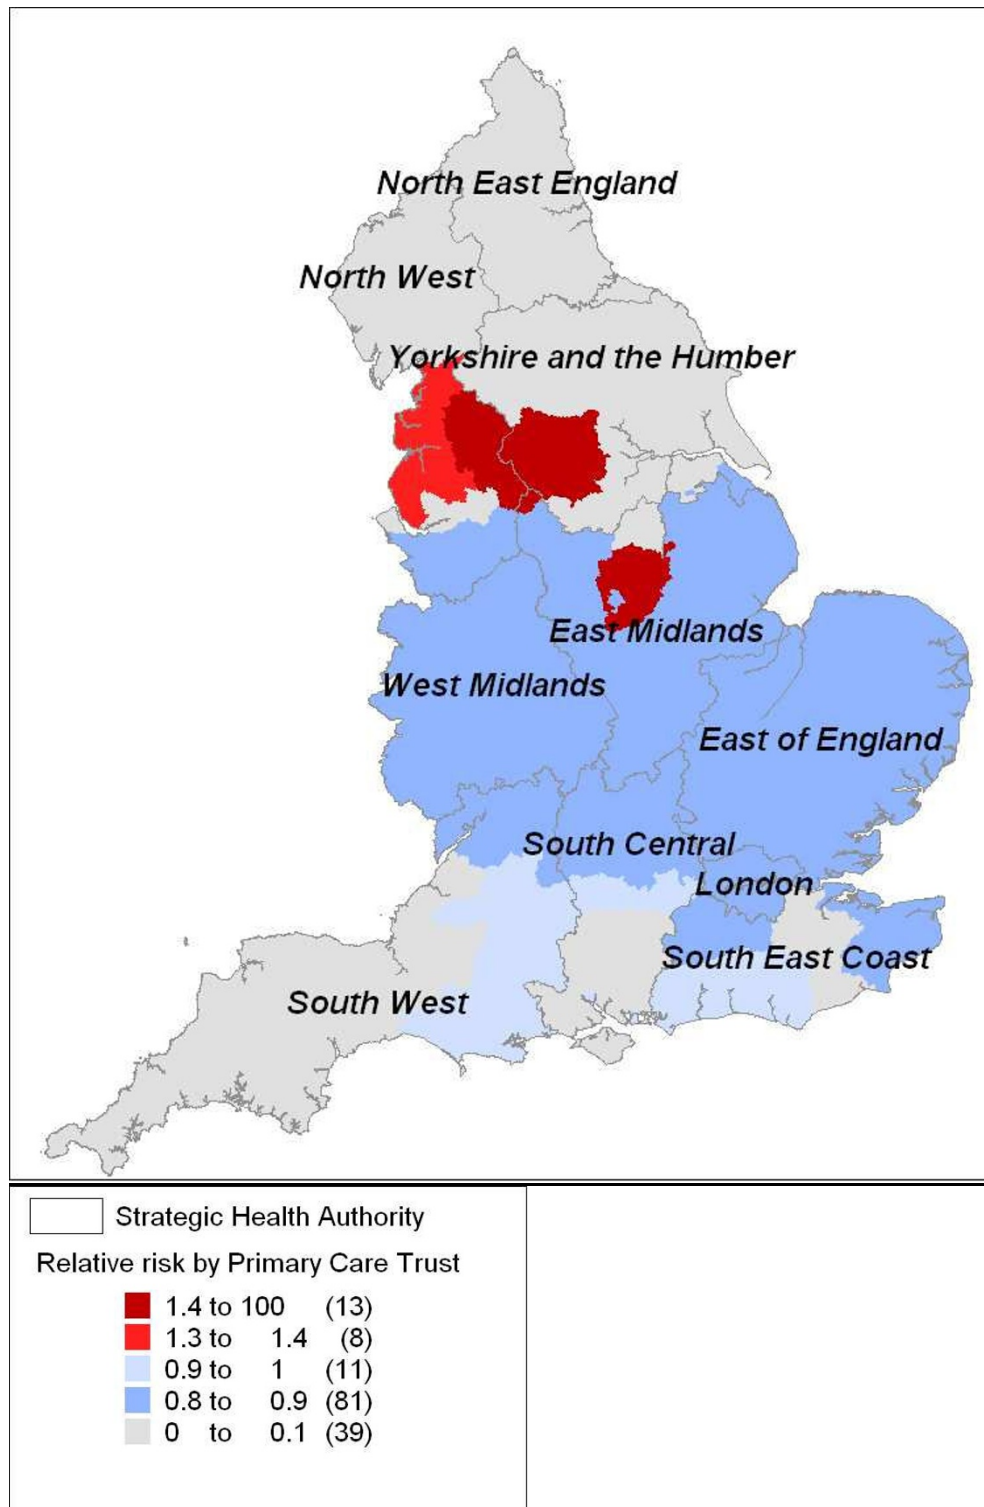 North East England
North West
Yorkshire and the Humber
East Midlands
West Midlands
East of England
South Central
London
South East Coast
South West
Strategic Health Authority
Relative risk by Primary Care Trust
1.4 to 100 (13)
1.3 to 1.4 (8)
0.9 to 1 (11)
0.8 to 0.9 (81)
0 to 0.1 (39)